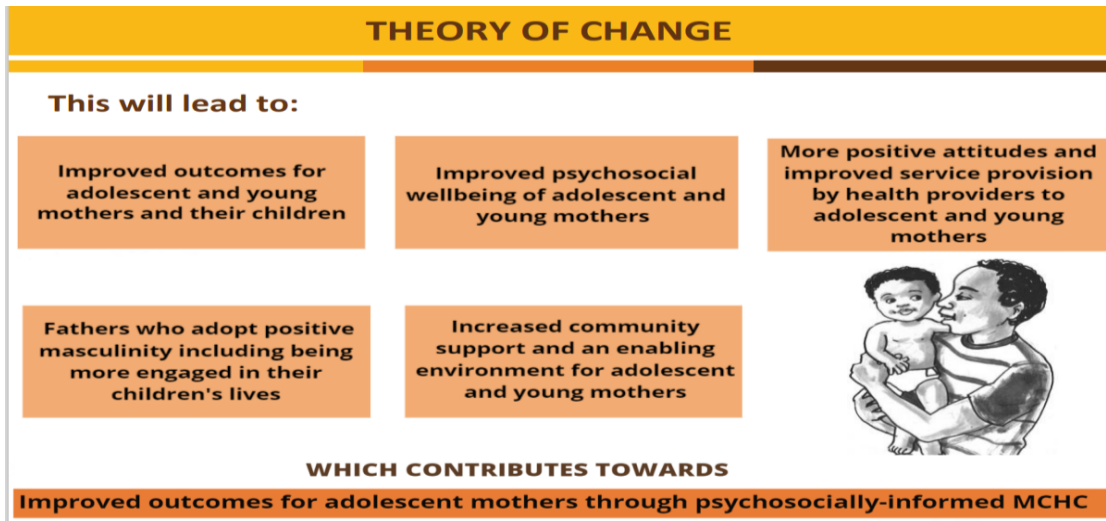 THEORY OF CHANGE
This will lead to:
Improved outcomes for
adolescent and young
mothers and their children
Improved psychosocial
wellbeing of adolescent and
young mothers
More positive attitudes and
improved service provision
by health providers to
adolescent and young
mothers
Fathers who adopt positive
masculinity including being
more engaged in their
children's lives
Increased community
support and an enabling
environment for adolescent
and young mothers
WHICH CONTRIBUTES TOWARDS
Improved outcomes for adolescent mothers through psychosocially-informed MCHC